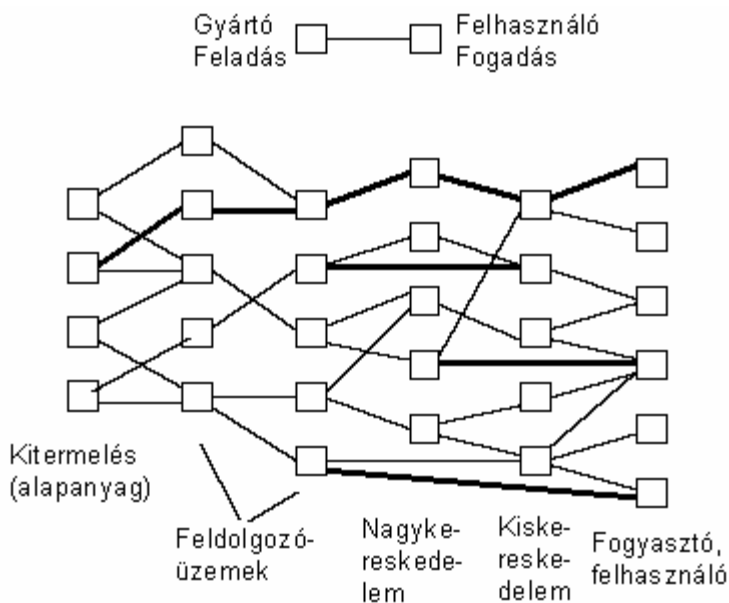 Gyártó
Feladás
Felhasználó
Fogadás
Kitermelés
(alapanyag)
Feldolgozó-
üzemek
Nagyke-
reskede-
lem
Kiske-
reske-
delem
Fogyasztó,
felhasználó